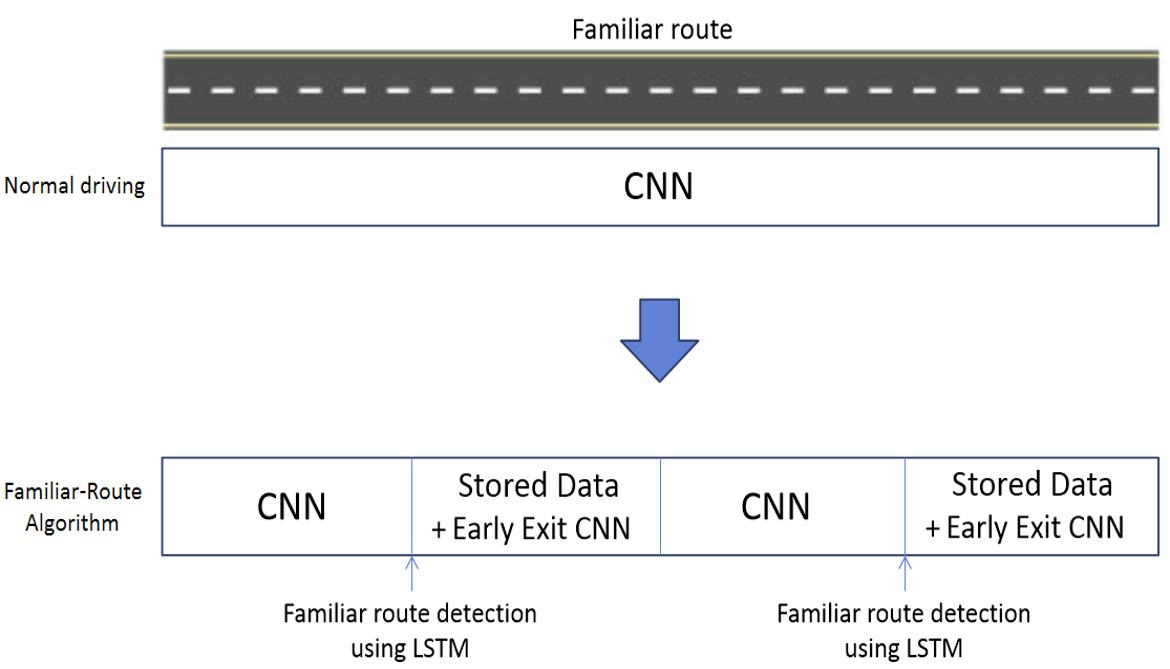 Familiar route
Normal driving
CNN
Familiar-Route
Algorithm
CNN
Stored Data
+ Early Exit CNN
CNN
Stored Data
+ Early Exit CNN
Familiar route detection
using LSTM
Familiar route detection
using LSTM